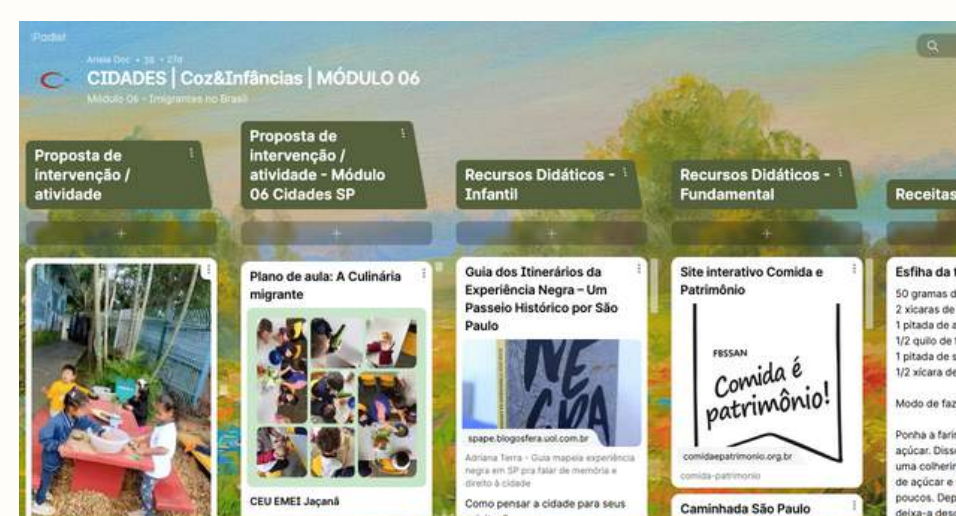 :Padlet
Ariela Doc • 38 • 27d
CIDADES | Coz&Infâncias | MÓDULO 06
Módulo 06 - Imigrantes no Brasil
Proposta de
intervenção /
atividade
Proposta de
intervenção /
atividade - Módulo
06 Cidades SP
Plano de aula: A Culinária
migrante
CEU EMEI Jaçanã
Recursos Didáticos -
Infantil
Guia dos Itinerários da
Experiência Negra – Um
Passeio Histórico por São
Paulo
NE
GRA
spape.blogosfera.uol.com.br
Adriana Terra - Guia mapeia experiência
negra em SP pra falar de memória e
direito à cidade
Como pensar a cidade para seus
Recursos Didáticos -
Fundamental
Site interativo Comida e
Patrimônio
FBSSAN
Comida é
patrimônio!
comidaepatrimonio.org.br
comida-patrimonio
Caminhada São Paulo
Receitas
Esfiha da
50 gramas d
2 xícaras de
1 pitada de a
1/2 quilo de
1 pitada de s
1/2 xícara de
Modo de faz
Ponha a farin
açúcar. Disso
uma colherin
de açúcar e
poucos. Dep
deixa-a desc